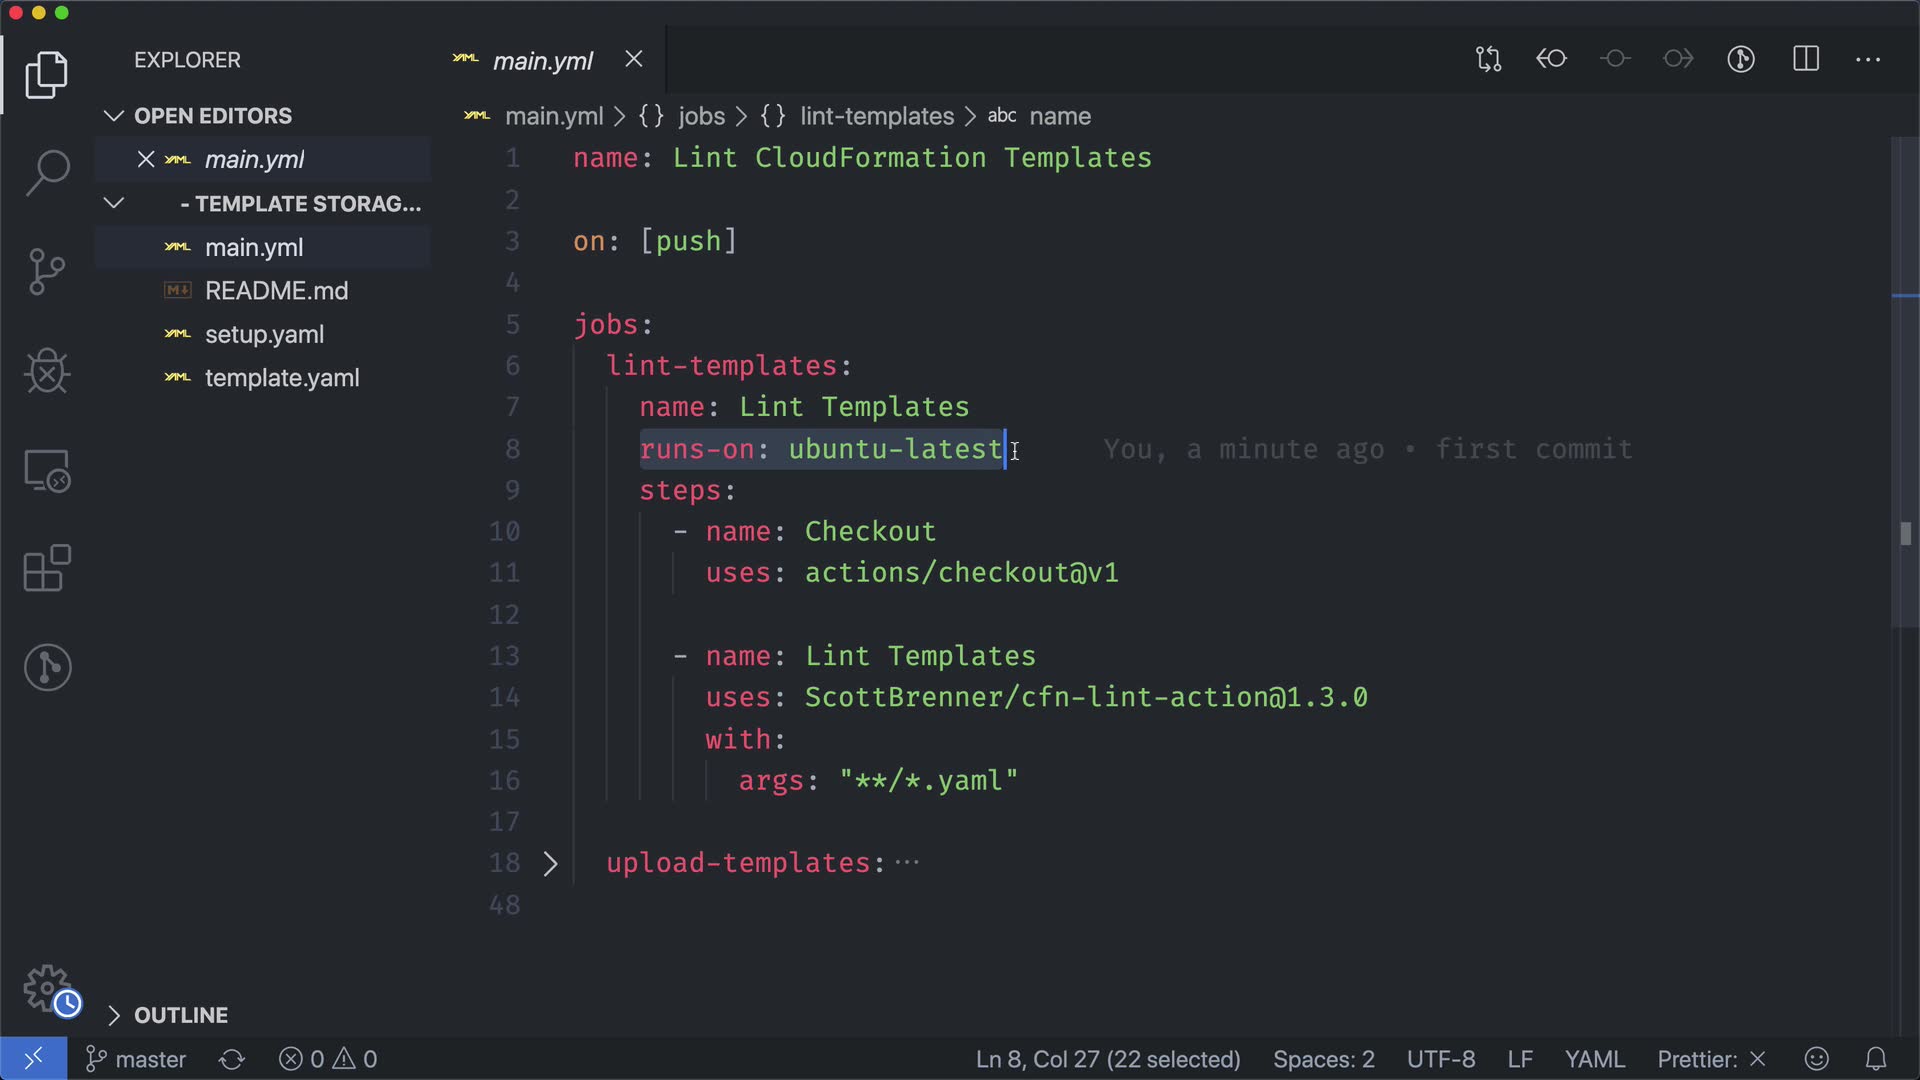 EXPLORER
OPEN EDITORS
main.yml
- TEMPLATE STORAG...
main.yml
README.md
setup.yaml
template.yaml
OUTLINE
main.yml
main.yml > {} jobs > {} lint-templates > abc name
1 name: Lint CloudFormation Templates
2
3 on: [push]
4
5 jobs:
6 lint-templates:
7 name: Lint Templates
8 runs-on: ubuntu-latest You, a minute ago • first commit
9 steps:
10 - name: Checkout
11 uses: actions/checkout@v1
12
13 - name: Lint Templates
14 uses: ScottBrenner/cfn-lint-action@1.3.0
15 with:
16 args: "**/*.yaml"
17
18 upload-templates:...
48
master 0 0 Ln 8, Col 27 (22 selected) Spaces: 2 UTF-8 LF YAML Prettier: ×